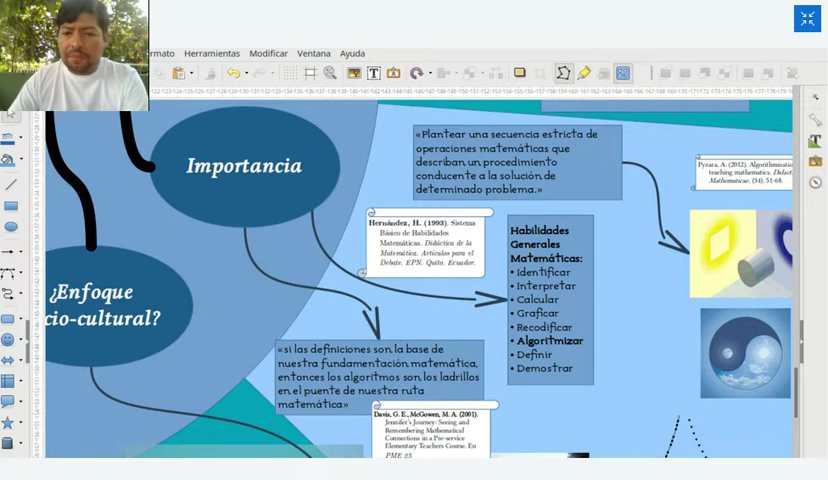 ormato Herramientas Modificar Ventana Ayuda
«Plantear una secuencia estricta de
operaciones matemáticas que
describan un procedimiento
conducente a la solución de
determinado problema.»
Importancia
Pyzara, A. (2012). Algorithmisatio
teaching mathematics. Didact
Mathematicae, (34), 51-68.
Hernández, H. (1993). Sistema
Básico de Habilidades
Matemáticas. Didáctica de la
Matemática. Artículos para el
Debate. EPN. Quito. Ecuador.
Habilidades
Generales
Matemáticas:
• Identificar
• Interpretar
• Calcular
• Graficar
• Recodificar
• Algoritmizar
• Definir
• Demostrar
¿Enfoque
cio-cultural?
«si las definiciones son la base de
nuestra fundamentación matemática,
entonces los algoritmos son los ladrillos
en el puente de nuestra ruta
matemática»
Davis, G. E., McGowen, M. A. (2001).
Jennifer's Journey: Seeing and
Remembering Mathematical
Connections in a Pre-service
Elementary Teachers Course. En
PME 25